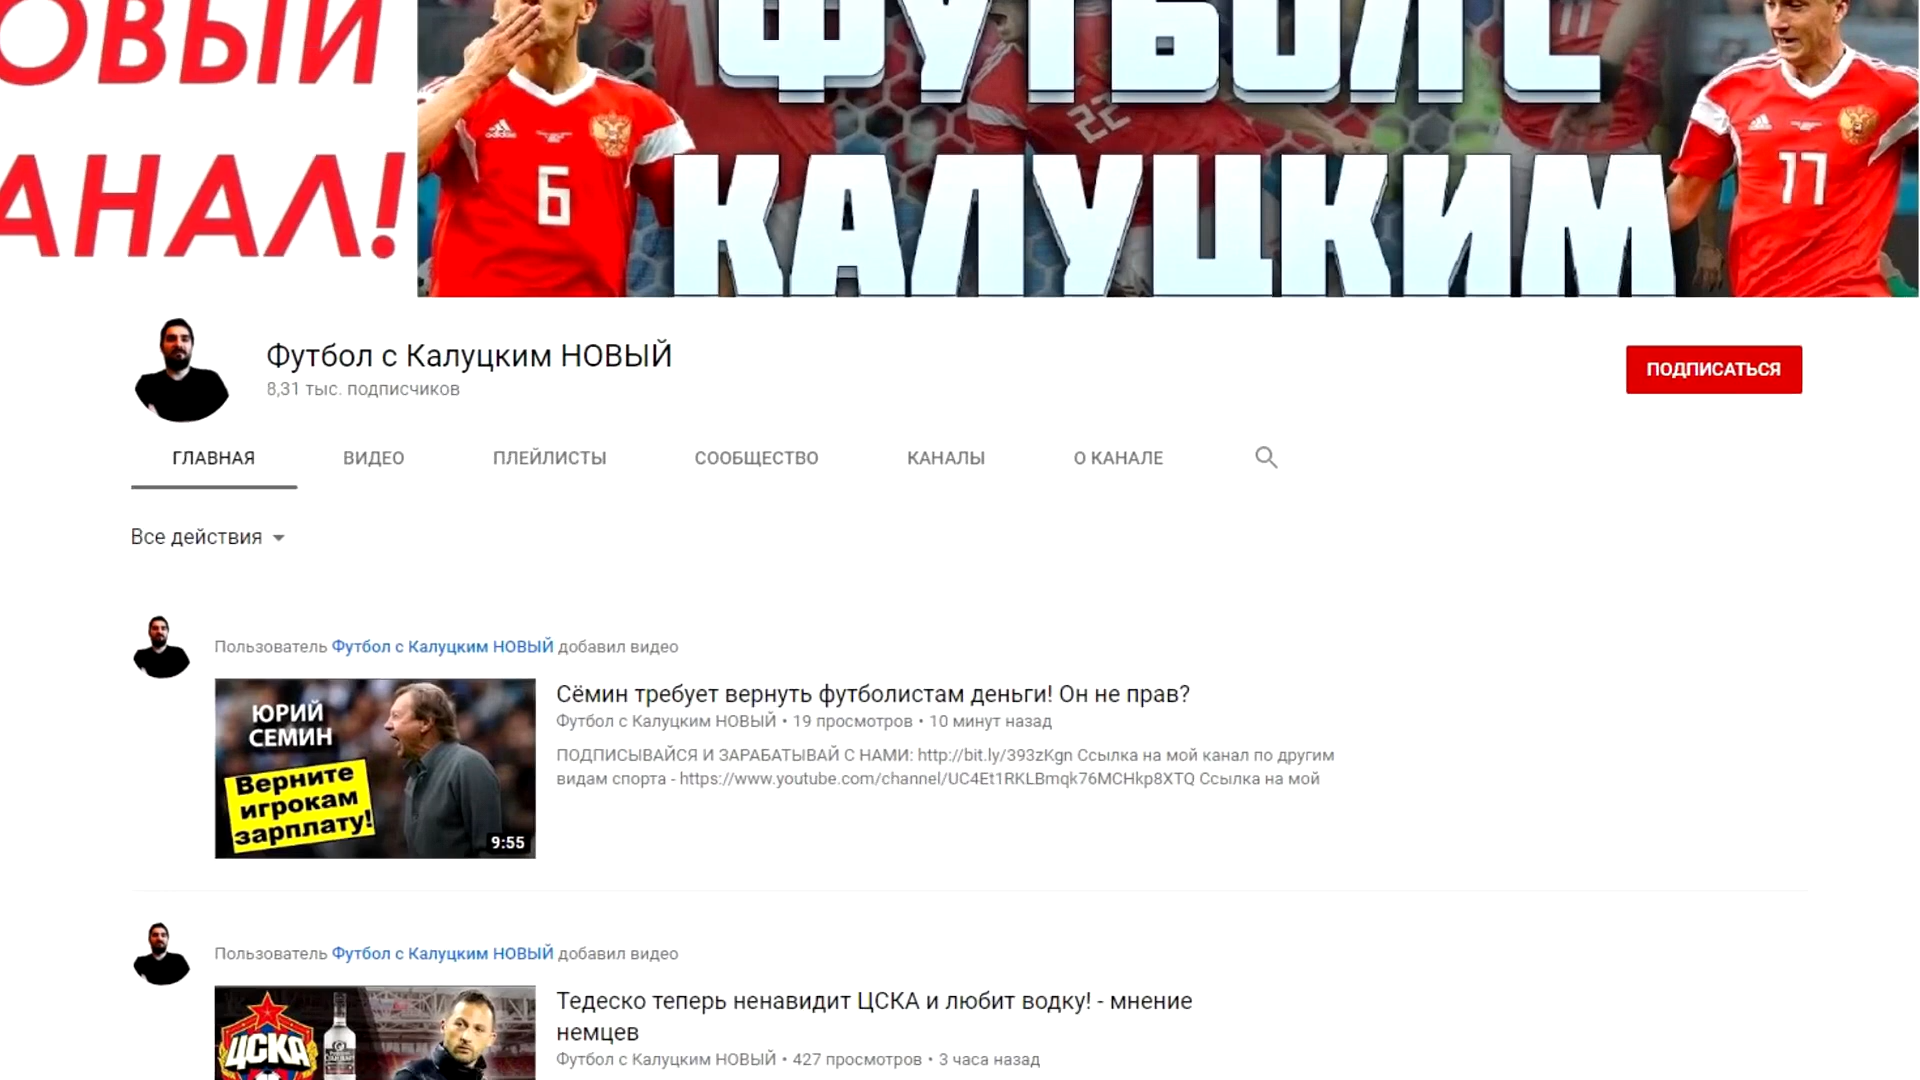 ОВЫЙ
АНАЛ!
ФУТБОЛ С
КАЛУЦКИМ
22
adidas
6
17
Футбол с Калуцким НОВЫЙ
8,31 тыс. подписчиков
ПОДПИСАТЬСЯ
ГЛАВНАЯ ВИДЕО ПЛЕЙЛИСТЫ СООБЩЕСТВО КАНАЛЫ О КАНАЛЕ
Все действия
Пользователь Футбол с Калуцким НОВЫЙ добавил видео
ЮРИЙ
СЕМИН
Верните
игрокам
зарплату!
9:55
Сёмин требует вернуть футболистам деньги! Он не прав?
Футбол с Калуцким НОВЫЙ • 19 просмотров • 10 минут назад
ПОДПИСЫВАЙСЯ И ЗАРАБАТЫВАЙ С НАМИ: http://bit.ly/393zKgn Ссылка на мой канал по другим
видам спорта - https://www.youtube.com/channel/UC4Et1RKLBmqk76MCHkp8XTQ Ссылка на мой
Пользователь Футбол с Калуцким НОВЫЙ добавил видео
ЦСКА
Тедеско теперь ненавидит ЦСКА и любит водку! - мнение
немцев
Футбол с Калуцким НОВЫЙ • 427 просмотров • 3 часа назад